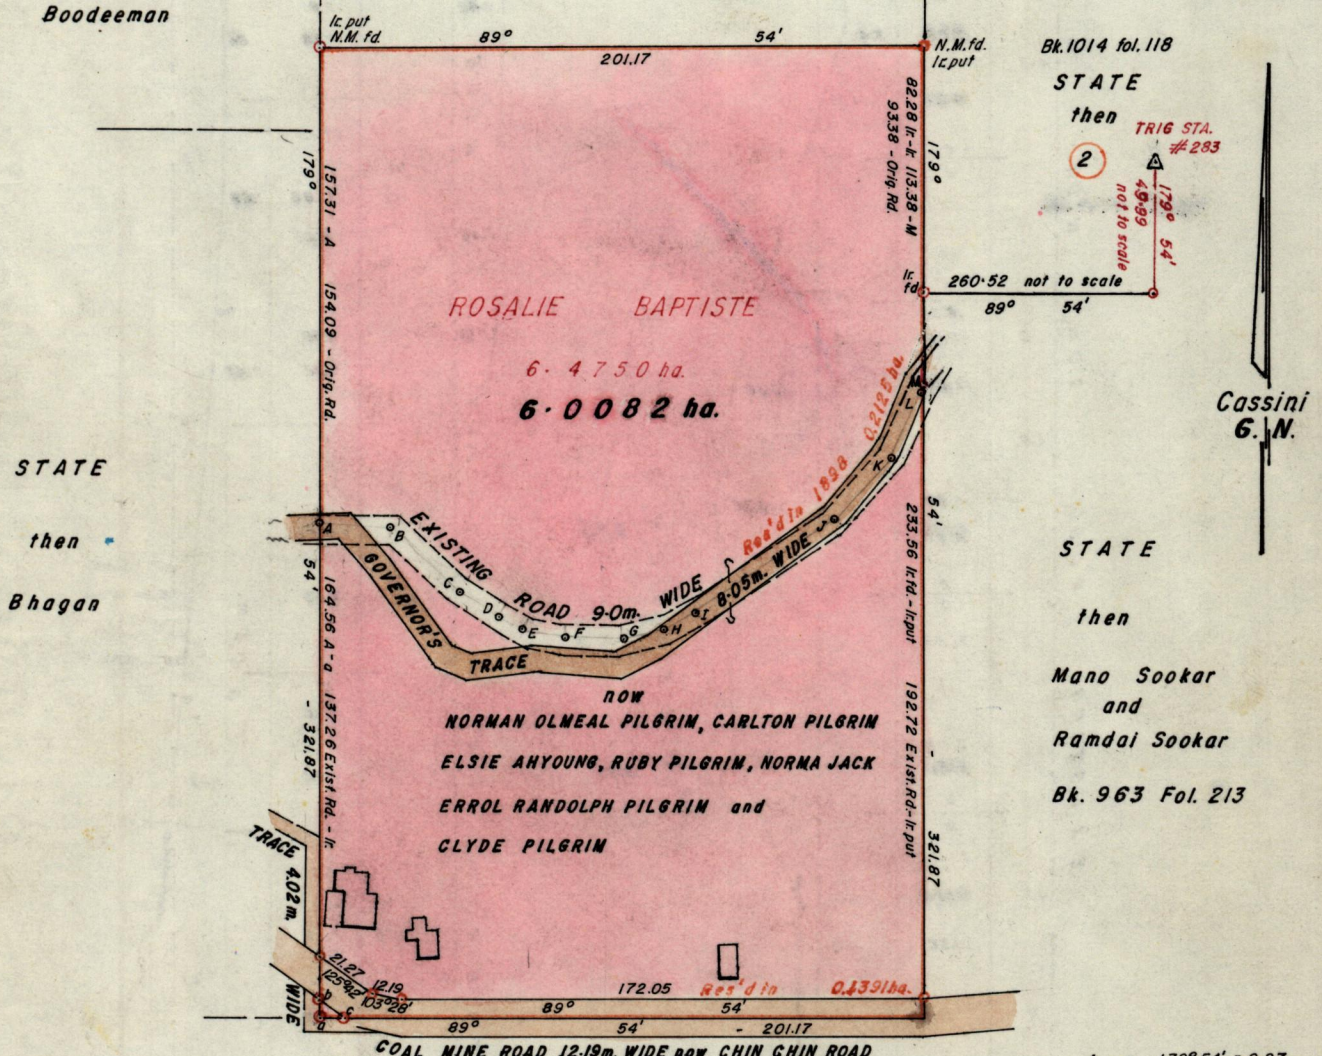 Boodeeman
Ir. put
N.M. fd.
89° 54'
201.17
N.M.fd.
Ir.put
Bk.1014 fol.118
STATE
then
2
TRIG STA.
#283
179° 54'
49.99
not to scale
179°
157.31 - A
154.09 - Orig.Rd.
82.28 Ir.-Ir. 113.38 - M
93.38 - Orig Rd.
179°
Ir.
fd
260.52 not to scale
89° 54'
ROSALIE BAPTISTE
6. 4750 ha.
6.0082 ha.
Cassini
G. N.
STATE
then
Bhagan
A
B
C
D
E
F
G
H
I
J
K
L
M
EXISTING ROAD 9.0m. WIDE
GOVERNOR'S TRACE
8.05m. WIDE
Res'd in 1898 0.2125 ha.
54'
164.56 A-a
137.26 Exist. Rd. - Ir.
- 321.87
54'
233.56 Ir.fd. - Ir.put
192.72 Exist.Rd.-Ir.put
-
321.87
STATE
then
Mano Sookar
and
Ramdai Sookar
Bk. 963 Fol. 213
now
NORMAN OLMEAL PILGRIM, CARLTON PILGRIM
ELSIE AHYOUNG, RUBY PILGRIM, NORMA JACK
ERROL RANDOLPH PILGRIM and
CLYDE PILGRIM
TRACE 4.02 m. WIDE
21.27
125°42'
12.19
103°28'
b
c
a
172.05
Res'd in
89° 54'
89° 54' - 201.17
COAL MINE ROAD 12.19m. WIDE now CHIN CHIN ROAD